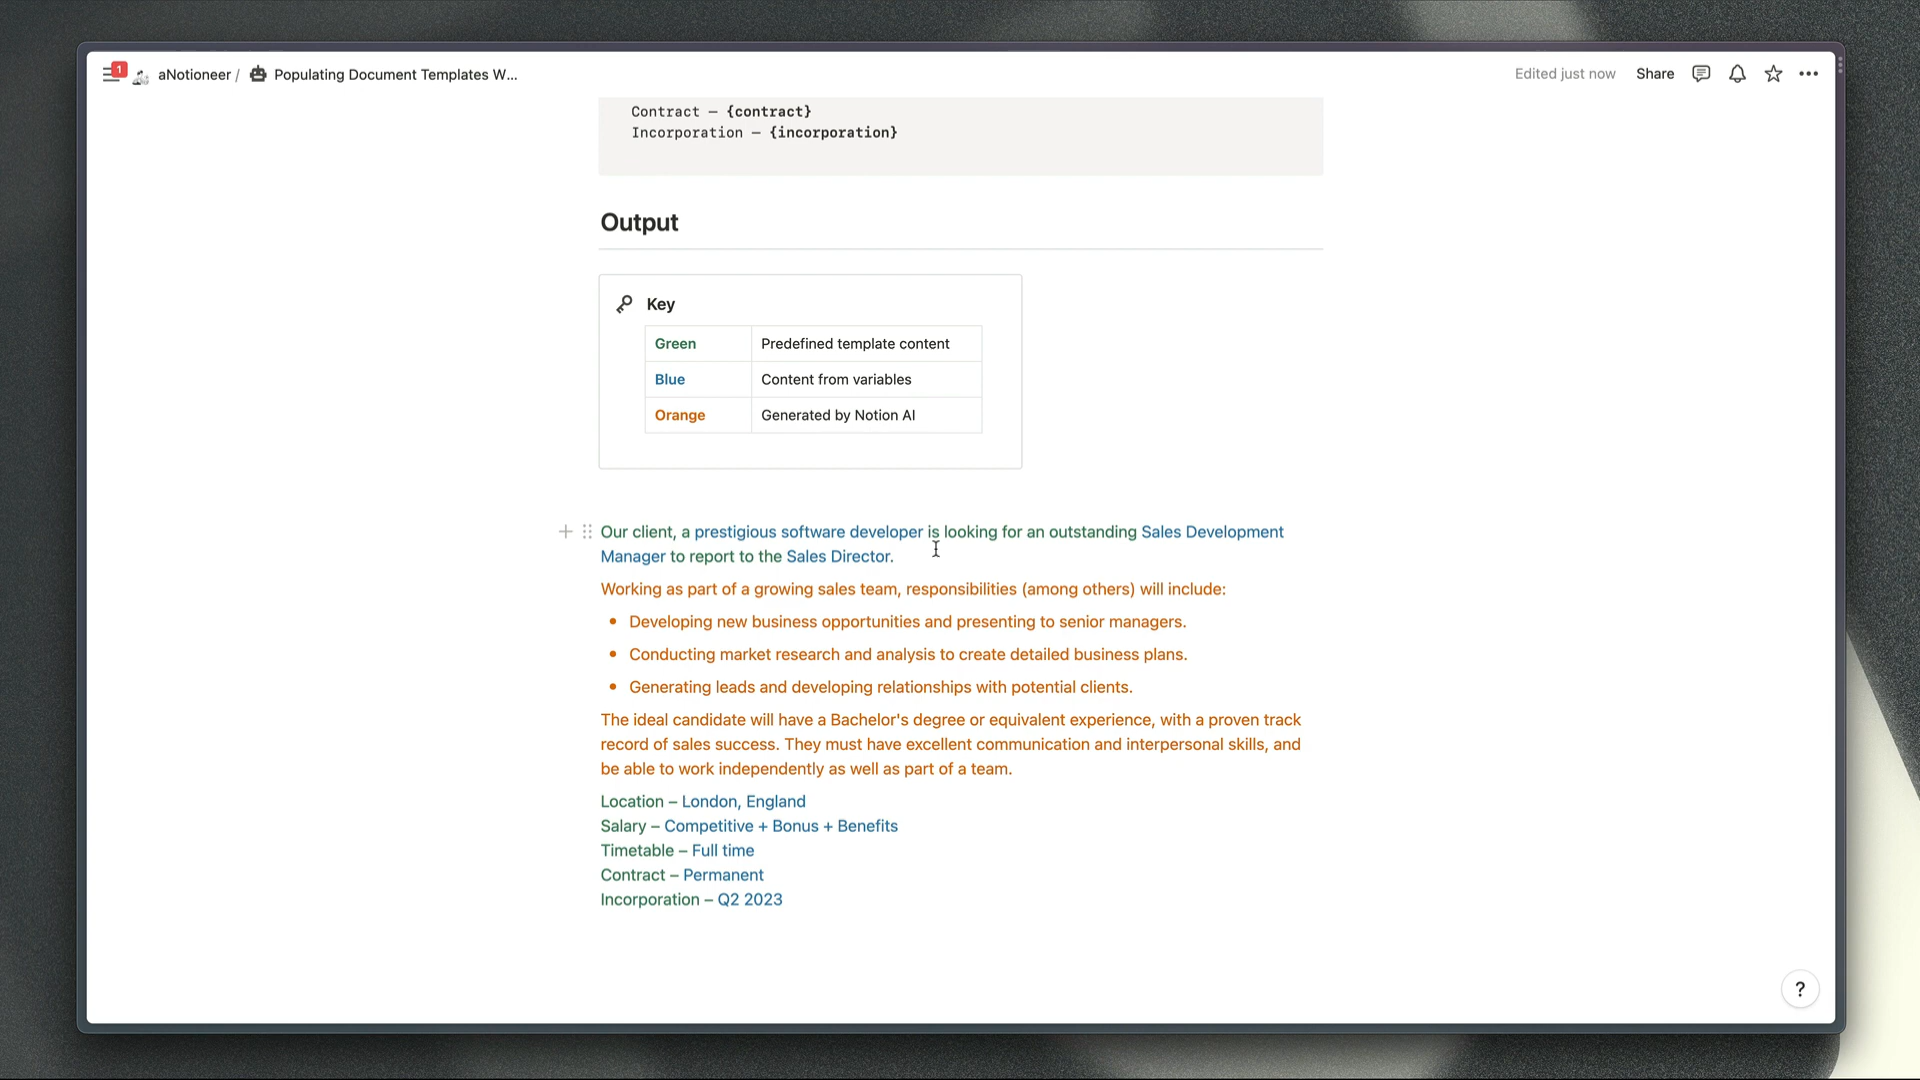 1
aNotioneer / Populating Document Templates W...
Edited just now Share
Contract — {contract}
Incorporation — {incorporation}
Output
Key
Green Predefined template content
Blue Content from variables
Orange Generated by Notion AI
Our client, a prestigious software developer is looking for an outstanding Sales Development
Manager to report to the Sales Director.
Working as part of a growing sales team, responsibilities (among others) will include:
• Developing new business opportunities and presenting to senior managers.
• Conducting market research and analysis to create detailed business plans.
• Generating leads and developing relationships with potential clients.
The ideal candidate will have a Bachelor's degree or equivalent experience, with a proven track
record of sales success. They must have excellent communication and interpersonal skills, and
be able to work independently as well as part of a team.
Location – London, England
Salary – Competitive + Bonus + Benefits
Timetable – Full time
Contract – Permanent
Incorporation – Q2 2023
?